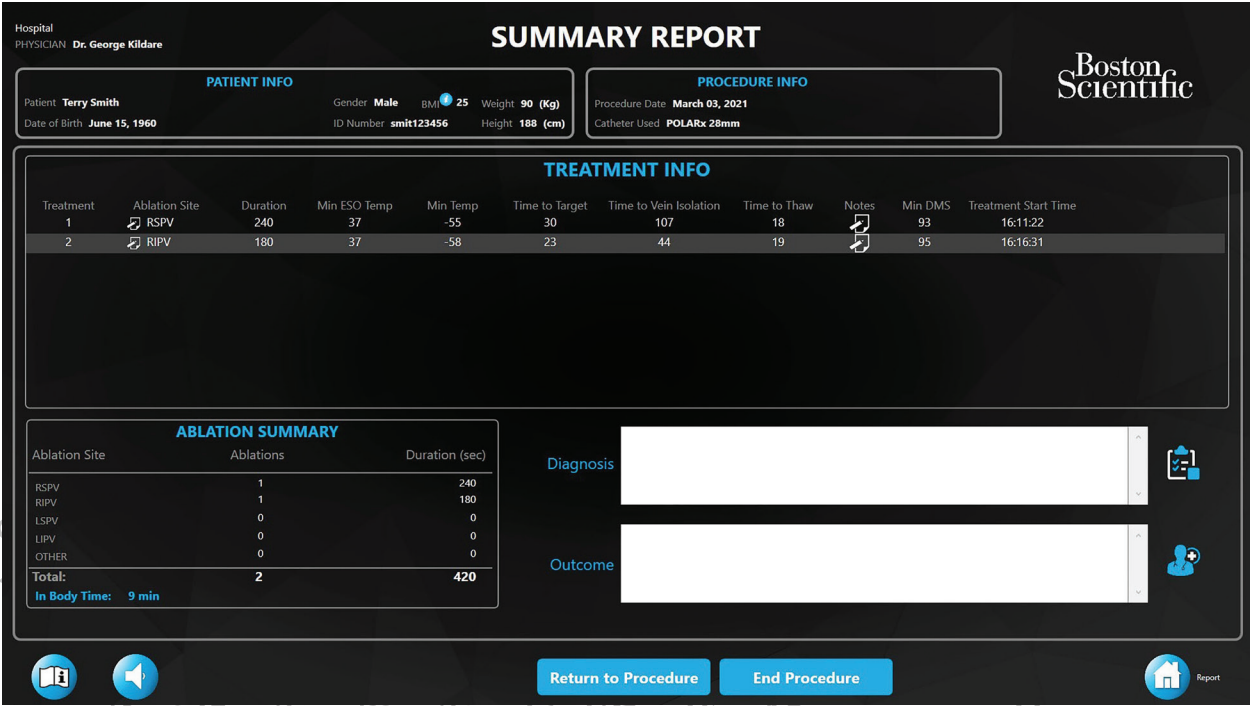 Hospital
PHYSICIAN Dr. George Kildare
SUMMARY REPORT
Boston
Scientific
PATIENT INFO
Patient Terry Smith Gender Male BMI 25 Weight 90 (Kg)
Date of Birth June 15, 1960 ID Number smit123456 Height 188 (cm)
PROCEDURE INFO
Procedure Date March 03, 2021
Catheter Used POLARx 28mm
TREATMENT INFO
Treatment Ablation Site Duration Min ESO Temp Min Temp Time to Target Time to Vein Isolation Time to Thaw Notes Min DMS Treatment Start Time
1 RSPV 240 37 -55 30 107 18 93 16:11:22
2 RIPV 180 37 -58 23 44 19 95 16:16:31
ABLATION SUMMARY
Ablation Site Ablations Duration (sec)
RSPV 1 240
RIPV 1 180
LSPV 0 0
LIPV 0 0
OTHER 0 0
Total: 2 420
In Body Time: 9 min
Diagnosis
Outcome
Return to Procedure
End Procedure
Report